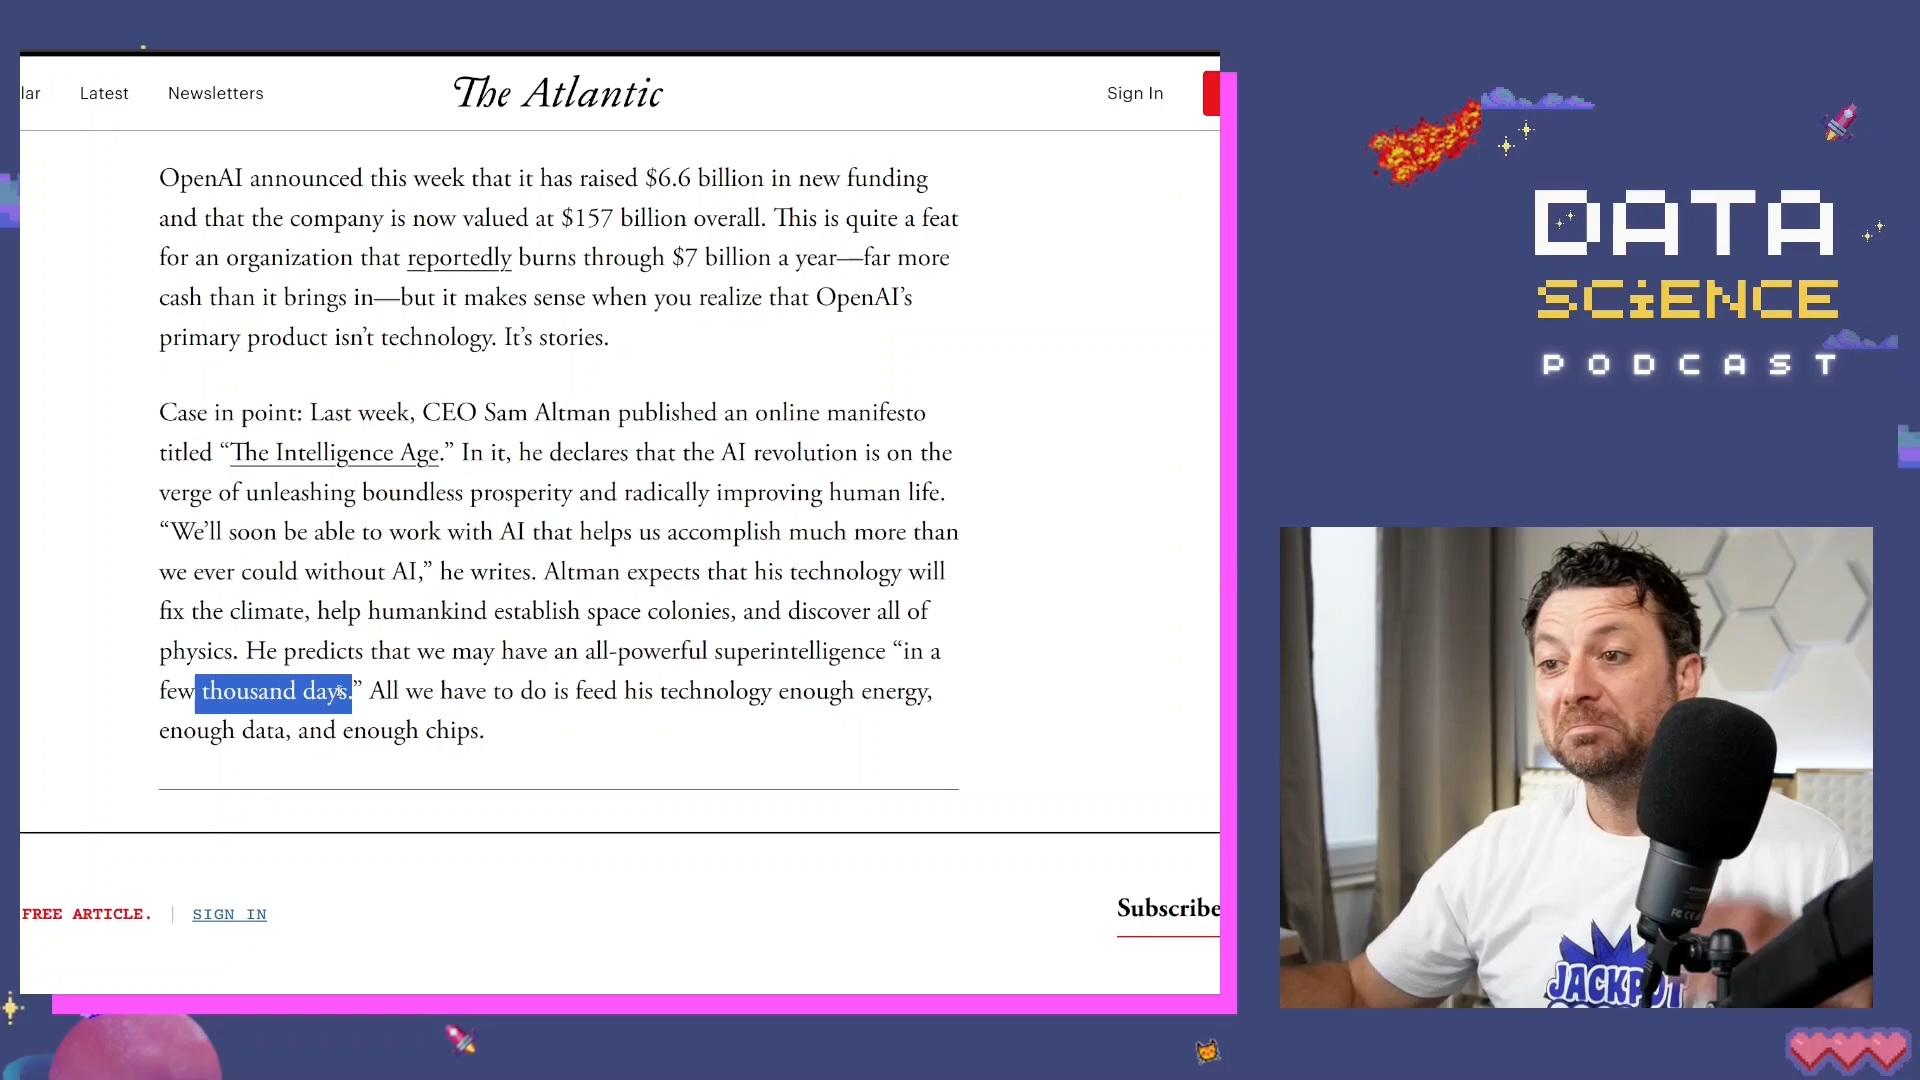 lar Latest Newsletters The Atlantic Sign In
OpenAI announced this week that it has raised $6.6 billion in new funding
and that the company is now valued at $157 billion overall. This is quite a feat
for an organization that reportedly burns through $7 billion a year—far more
cash than it brings in—but it makes sense when you realize that OpenAI’s
primary product isn’t technology. It’s stories.
Case in point: Last week, CEO Sam Altman published an online manifesto
titled “The Intelligence Age.” In it, he declares that the AI revolution is on the
verge of unleashing boundless prosperity and radically improving human life.
“We’ll soon be able to work with AI that helps us accomplish much more than
we ever could without AI,” he writes. Altman expects that his technology will
fix the climate, help humankind establish space colonies, and discover all of
physics. He predicts that we may have an all-powerful superintelligence “in a
few thousand days.” All we have to do is feed his technology enough energy,
enough data, and enough chips.
FREE ARTICLE. | SIGN IN
Subscribe
DATA
SCiENCE
PODCAST
JACKPOT